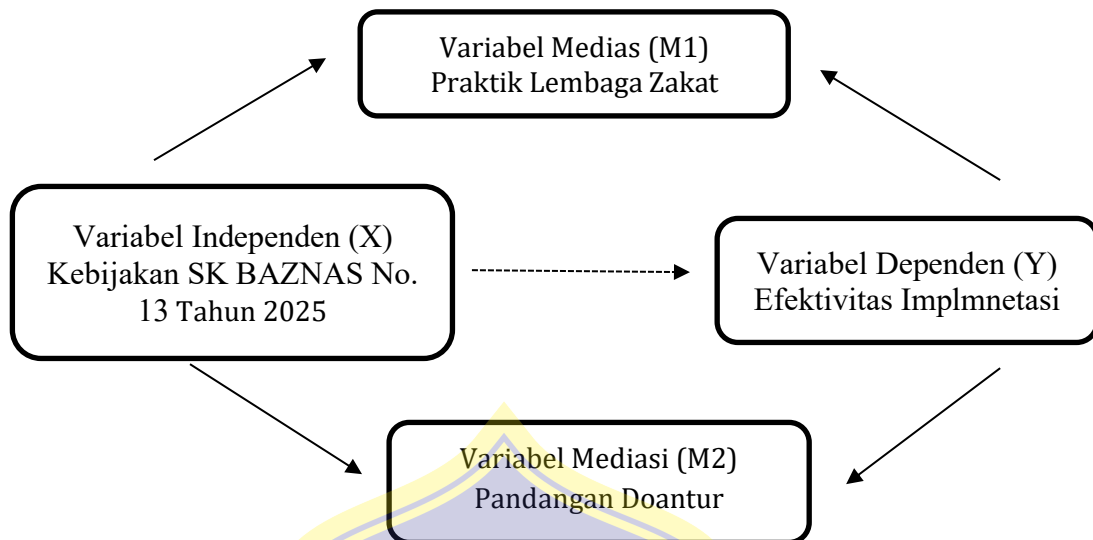 Variabel Medias (M1)
Praktik Lembaga Zakat
Variabel Independen (X)
Kebijakan SK BAZNAS No.
13 Tahun 2025
Variabel Dependen (Y)
Efektivitas Implmnetasi
Variabel Mediasi (M2)
Pandangan Doantur